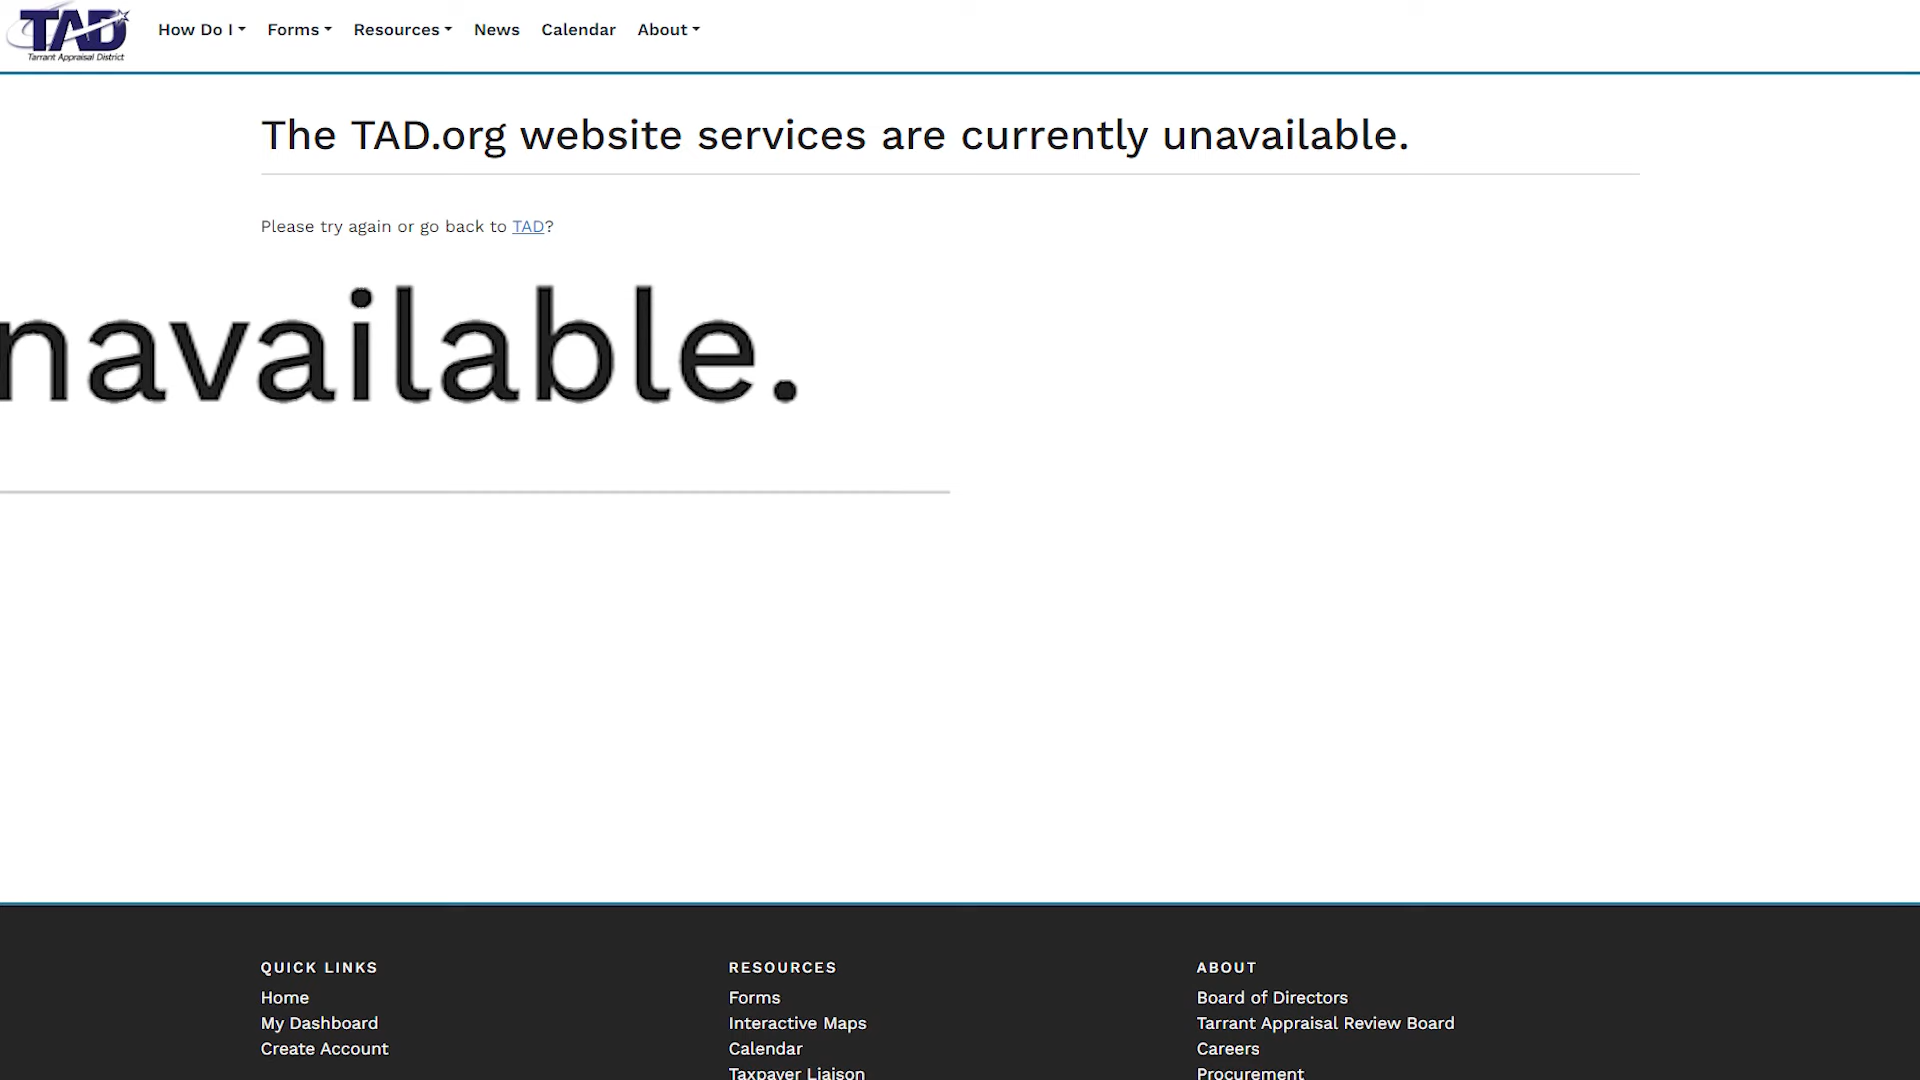 TAD
Tarrant Appraisal District
How Do I
Forms
Resources
News
Calendar
About
The TAD.org website services are currently unavailable.
Please try again or go back to TAD?
navailable.
QUICK LINKS
Home
My Dashboard
Create Account
RESOURCES
Forms
Interactive Maps
Calendar
Taxpayer Liaison
ABOUT
Board of Directors
Tarrant Appraisal Review Board
Careers
Procurement